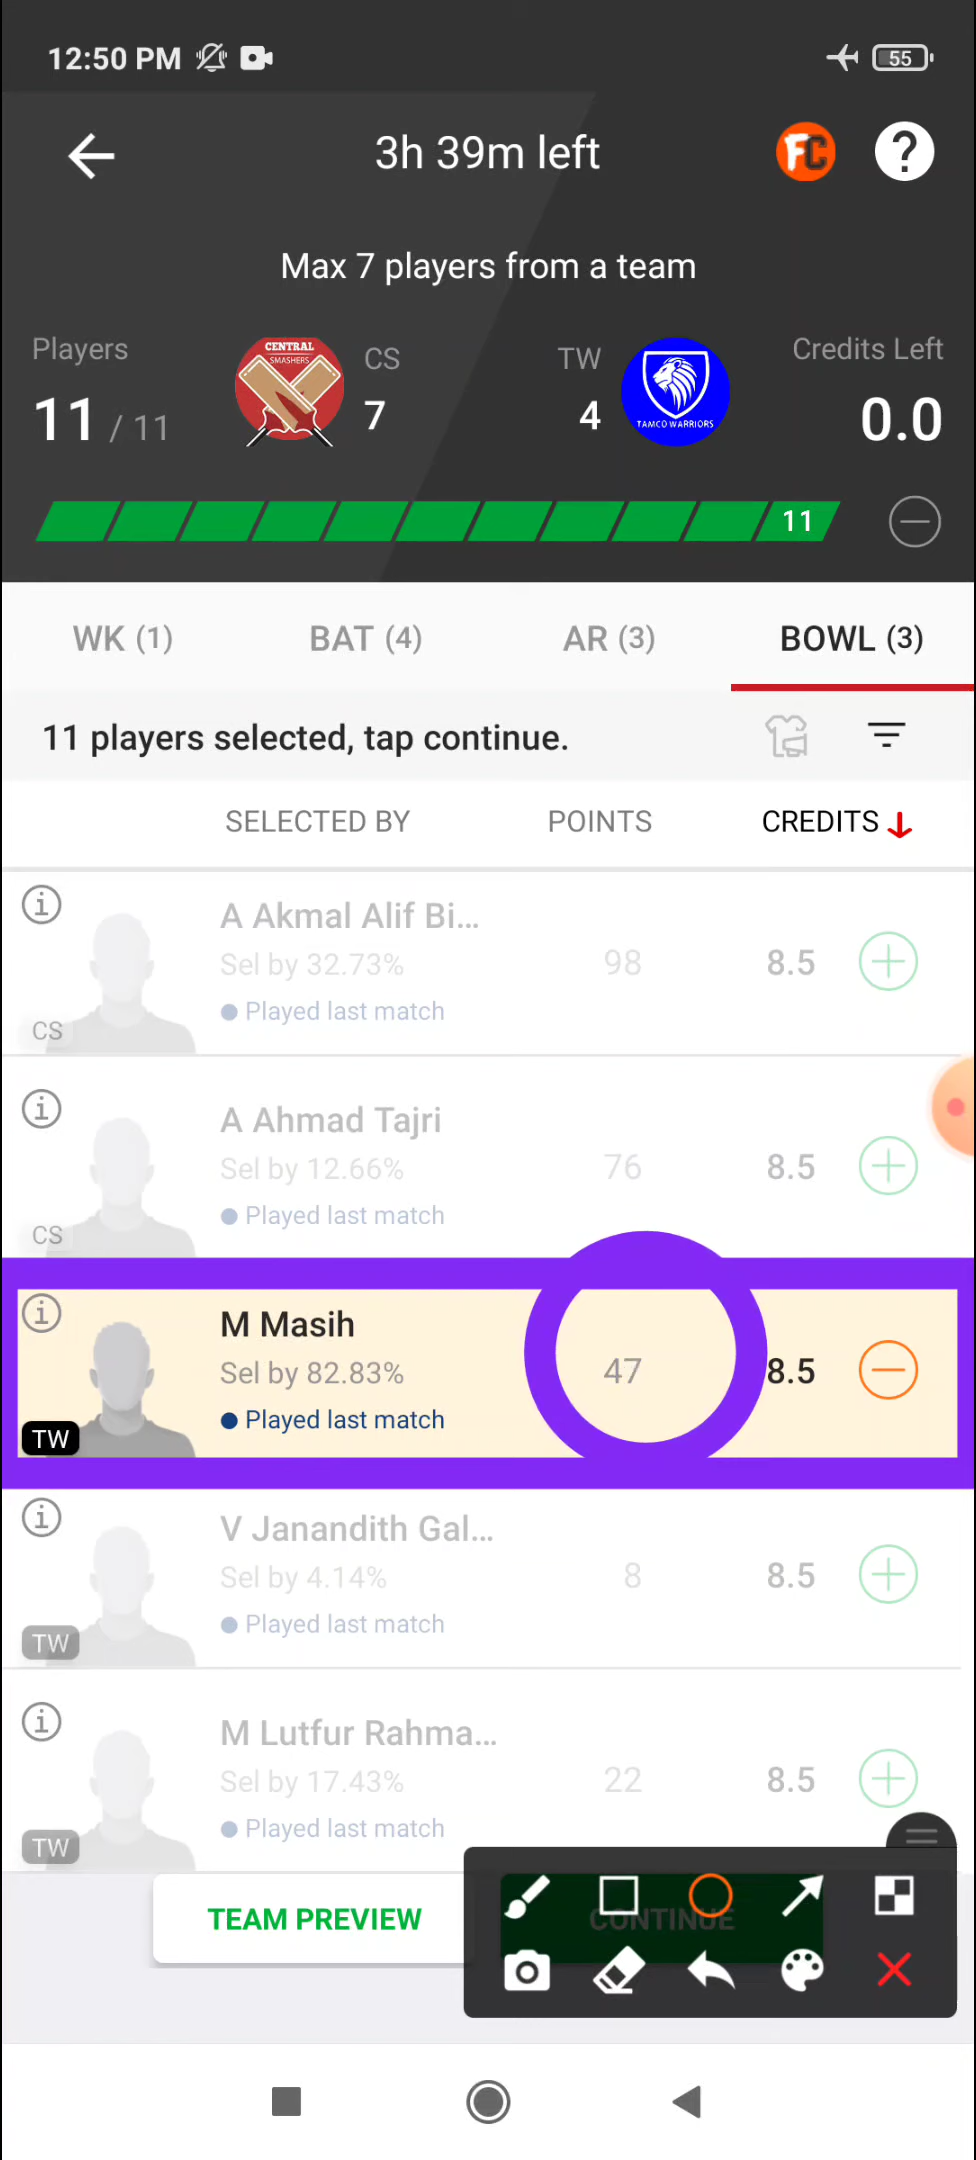 12:50 PM
55
3h 39m left
FC
?
Max 7 players from a team
Players
CENTRAL
SMASHERS
CS
TW
Credits Left
11 / 11
7
4
TAMCO WARRIORS
0.0
11
WK (1)
BAT (4)
AR (3)
BOWL (3)
11 players selected, tap continue.
SELECTED BY
POINTS
CREDITS
A Akmal Alif Bi...
Sel by 32.73%
98
8.5
Played last match
CS
A Ahmad Tajri
Sel by 12.66%
76
8.5
Played last match
CS
M Masih
Sel by 82.83%
47
8.5
Played last match
TW
V Janandith Gal...
Sel by 4.14%
8
8.5
Played last match
TW
M Lutfur Rahma...
Sel by 17.43%
22
8.5
Played last match
TW
TEAM PREVIEW
CONTINUE